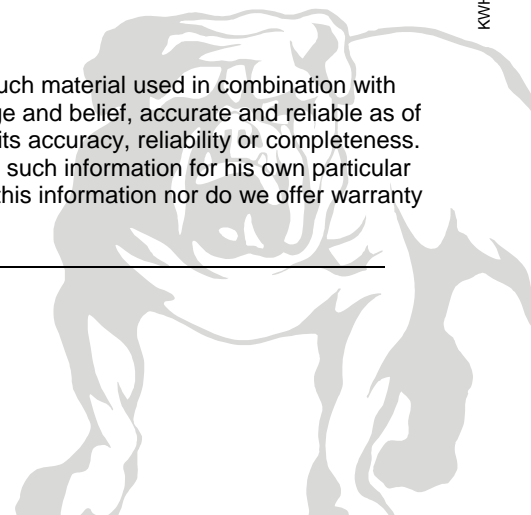 KWH
uch material used in combination with
ge and belief, accurate and reliable as of
its accuracy, reliability or completeness.
such information for his own particular
this information nor do we offer warranty